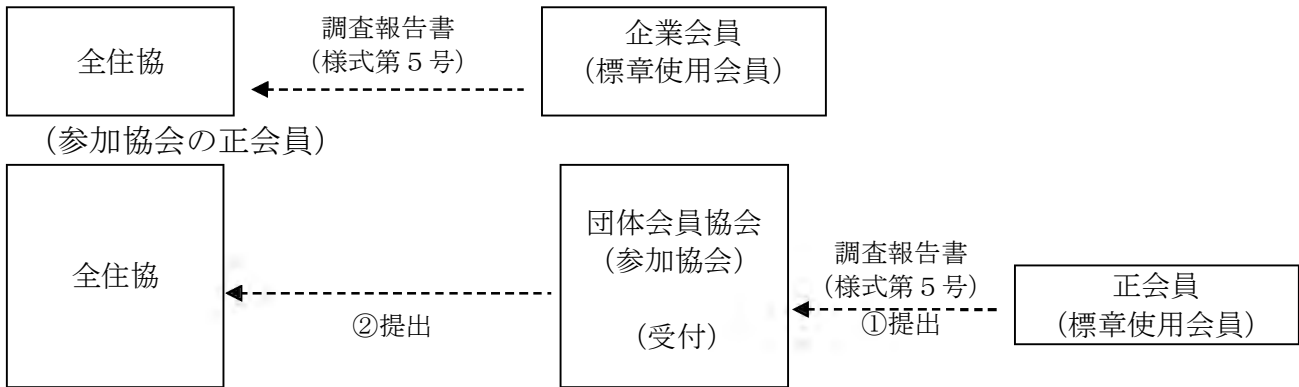 全住協
調査報告書
(様式第5号)
企業会員
(標章使用会員)
(参加協会の正会員)
全住協
②提出
団体会員協会
(参加協会)
(受付)
調査報告書
(様式第5号)
①提出
正会員
(標章使用会員)